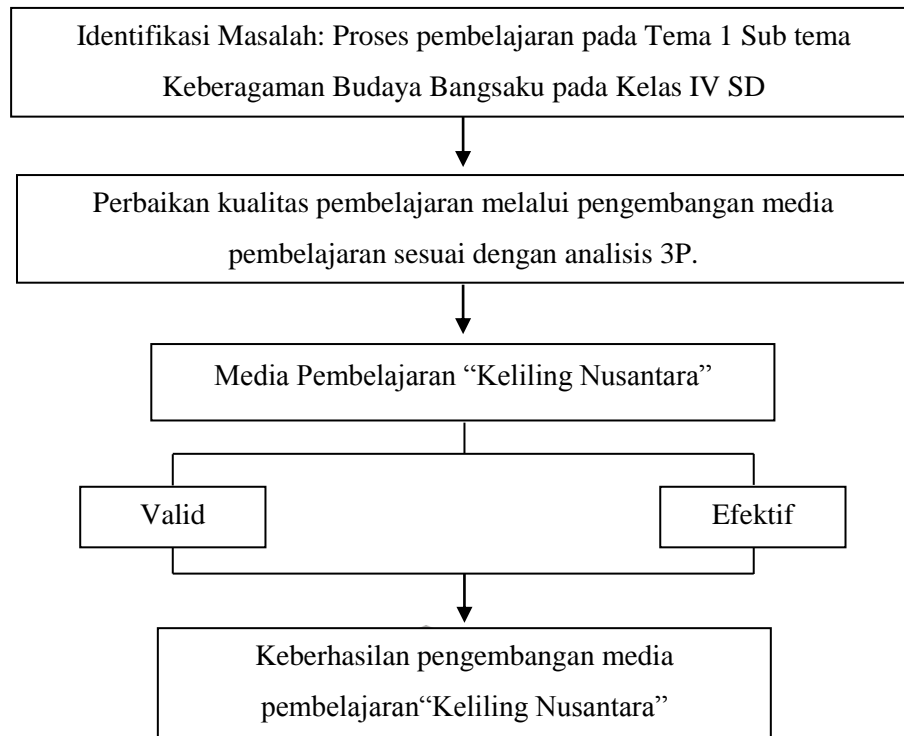 Identifikasi Masalah: Proses pembelajaran pada Tema 1 Sub tema
Keberagaman Budaya Bangsaku pada Kelas IV SD
Perbaikan kualitas pembelajaran melalui pengembangan media
pembelajaran sesuai dengan analisis 3P.
Media Pembelajaran “Keliling Nusantara”
Valid
Efektif
Keberhasilan pengembangan media
pembelajaran“Keliling Nusantara”